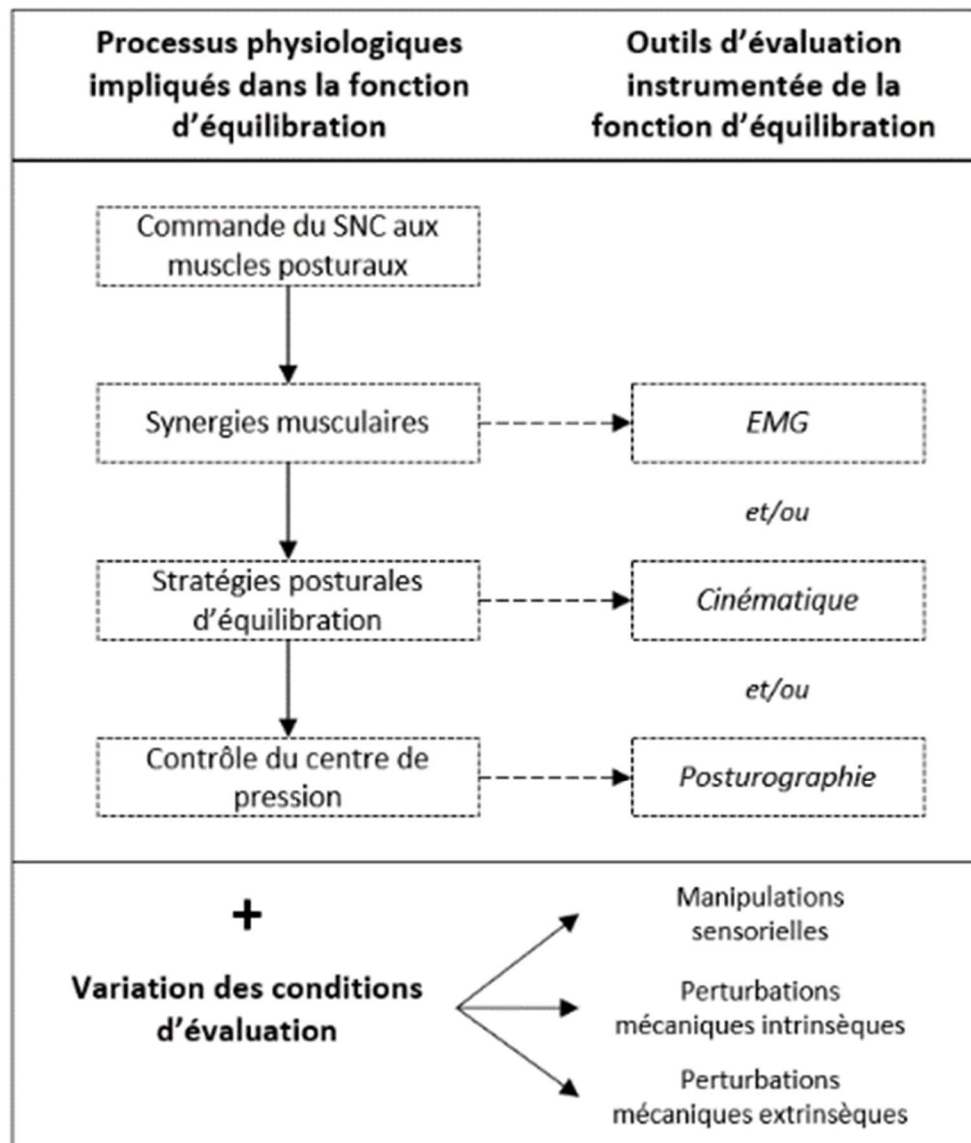 Processus physiologiques
impliqués dans la fonction
d'équilibration
Outils d'évaluation
instrumentée de la
fonction d'équilibration
Commande du SNC aux
muscles posturaux
Synergies musculaires
EMG
et/ou
Stratégies posturales
d'équilibration
Cinématique
et/ou
Contrôle du centre de
pression
Posturographie
+
Variation des conditions
d'évaluation
Manipulations
sensorielles
Perturbations
mécaniques intrinsèques
Perturbations
mécaniques extrinsèques